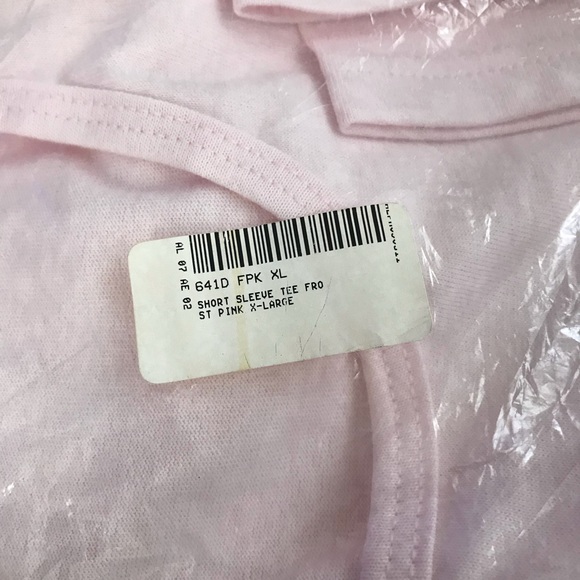 AL 07 AE 02
641D FPK XL
SHORT SLEEVE TEE FRO
ST PINK X-LARGE